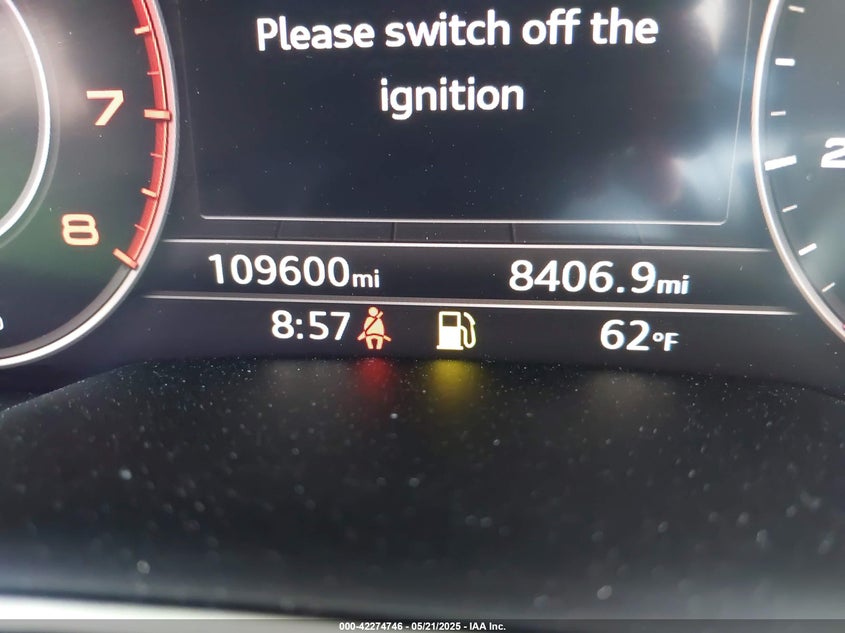 Please switch off the
ignition
7
8
2
109600mi
8406.9mi
8:57
62°F
000-42274746 - 05/21/2025 - IAA Inc.